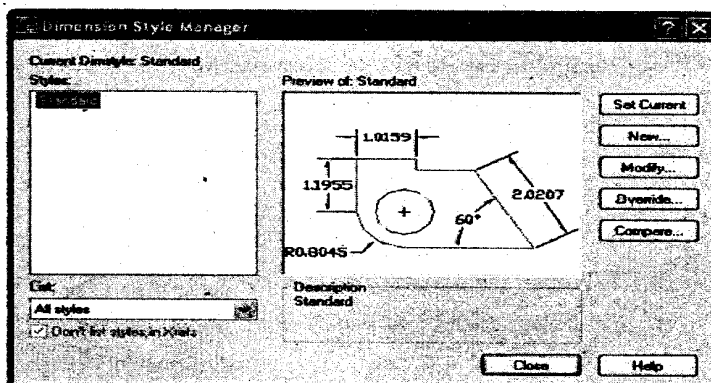 Dimension Style Manager
Current Dimstyle: Standard
Styles:
Standard
Preview of: Standard
1.0159
1.1955
2.0207
60°
R0.8045
Set Current
New...
Modify...
Override...
Compare...
List:
All styles
Don't list styles in Xrefs
Description
Standard
Close
Help